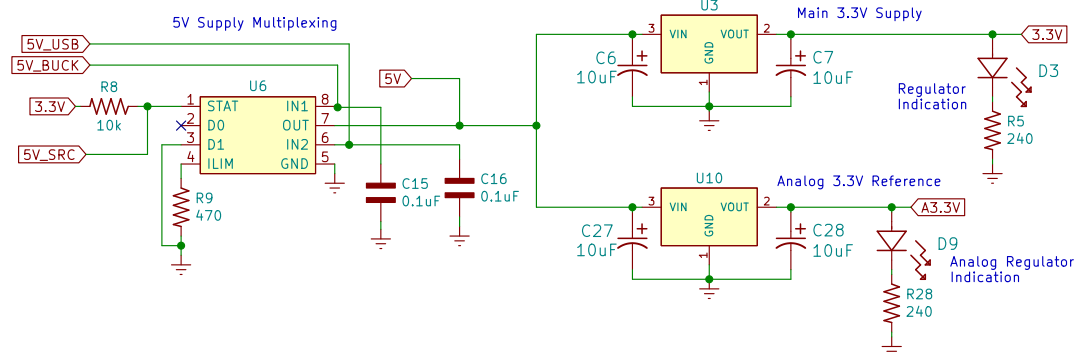 5V Supply Multiplexing
5V_USB
5V_BUCK
3.3V
R8
10k
5V_SRC
U6
1
STAT
IN1
8
2
D0
OUT
7
3
D1
IN2
6
4
ILIM
GND
5
R9
470
5V
C15
0.1uF
C16
0.1uF
U3
Main 3.3V Supply
3
VIN
VOUT
2
GND
1
C6
10uF
C7
10uF
3.3V
D3
Regulator
Indication
R5
240
U10
Analog 3.3V Reference
3
VIN
VOUT
2
GND
1
C27
10uF
C28
10uF
A3.3V
D9
Analog Regulator
Indication
R28
240